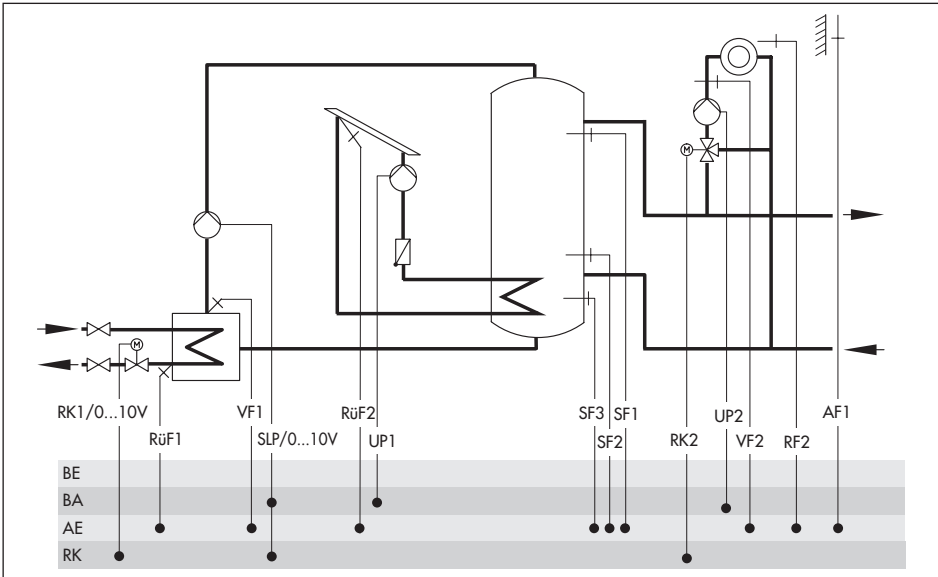 M
M
RK1/0...10V
VF1
RüF2
SF3
SF1
UP2
AF1
RüF1
SLP/0...10V
UP1
SF2
RK2
VF2
RF2
BE
BA
AE
RK